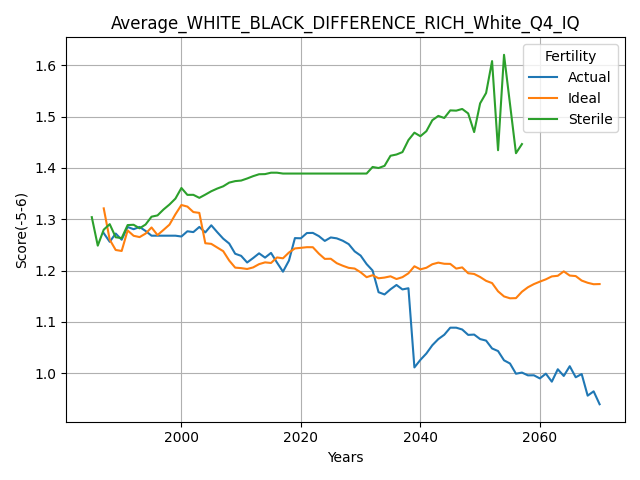 Average_WHITE_BLACK_DIFFERENCE_RICH_White_Q4_IQ
Fertility
Actual
Ideal
Sterile
1.6
1.5
1.4
1.3
1.2
1.1
1.0
Score(-5-6)
2000
2020
2040
2060
Years